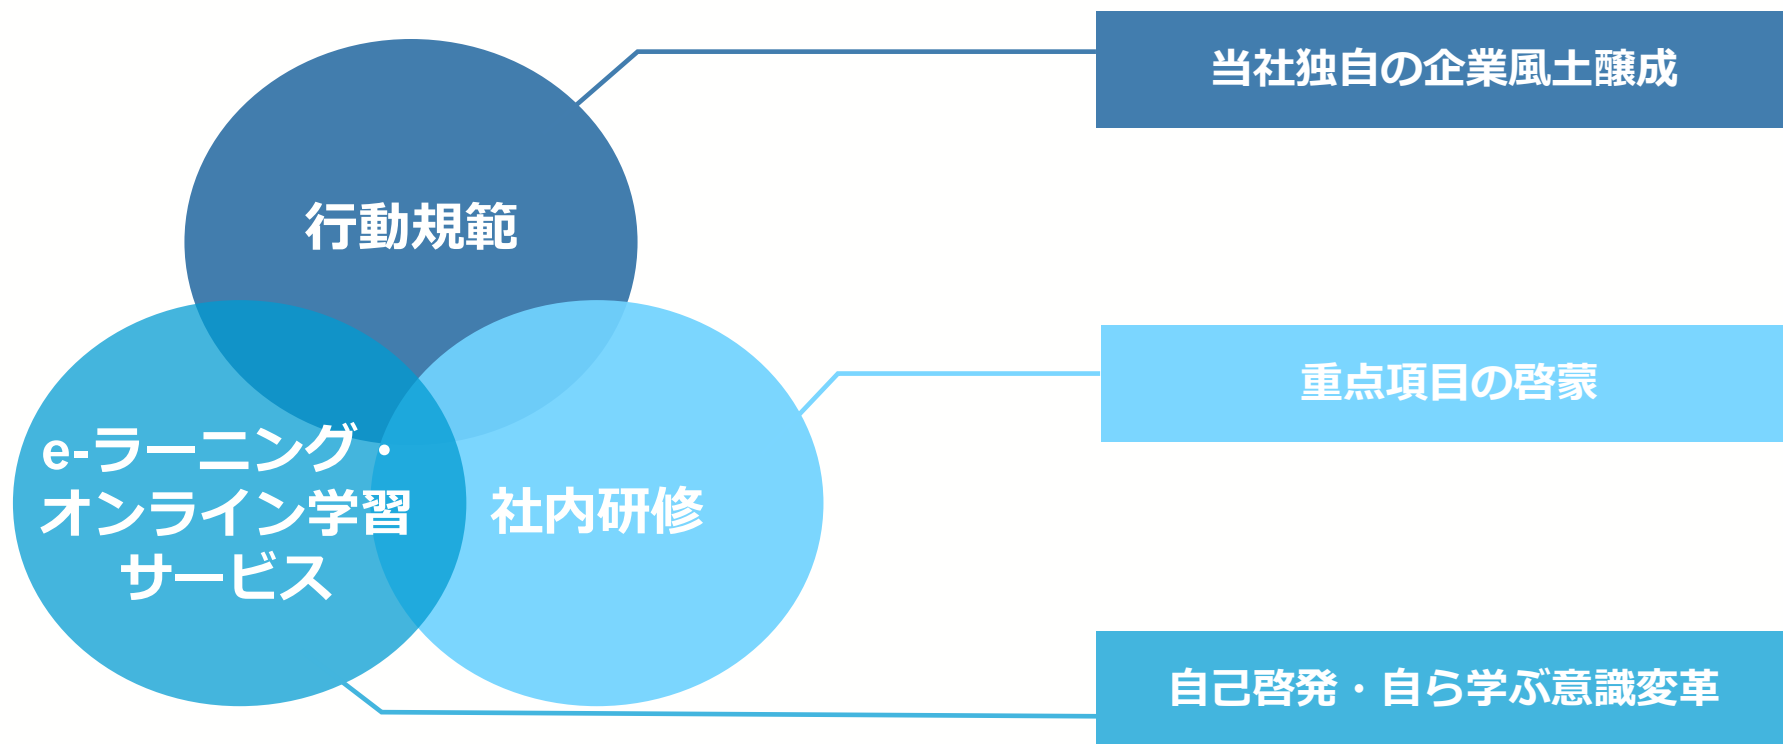 当社独自の企業風土醸成
行動規範
重点項目の啓蒙
e-ラーニング・
オンライン学習
サービス
社内研修
自己啓発・自ら学ぶ意識変革